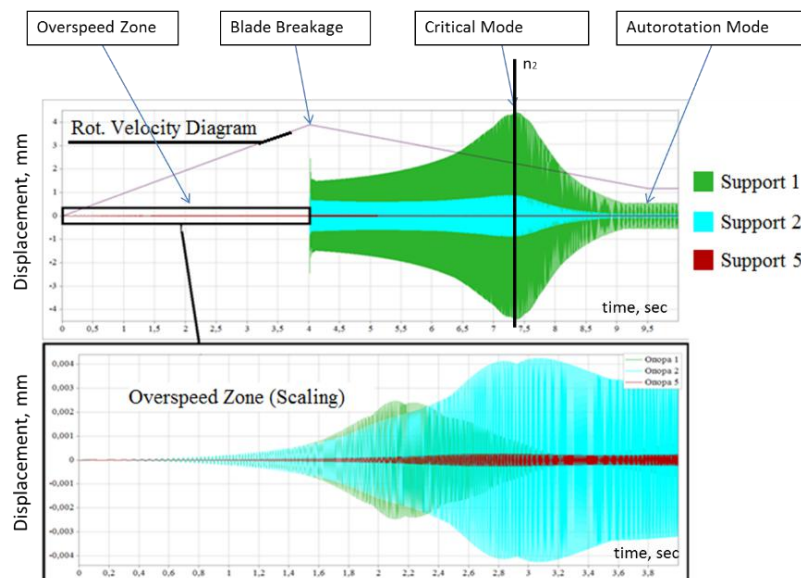 Overspeed Zone
Blade Breakage
Critical Mode
Autorotation Mode
n₂
Displacement, mm
4
3
2
1
0
-1
-2
-3
-4
Rot. Velocity Diagram
time, sec
0 0,5 1 1,5 2 2,5 3 3,5 4 4,5 5 5,5 6 6,5 7 7,5 8 8,5 9 9,5
Support 1
Support 2
Support 5
Displacement, mm
0,004
0,003
0,002
0,001
0
-0,001
-0,002
-0,003
-0,004
Overspeed Zone (Scaling)
Опора 1
Опора 2
Опора 5
time, sec
0 0,2 0,4 0,6 0,8 1 1,2 1,4 1,6 1,8 2 2,2 2,4 2,6 2,8 3 3,2 3,4 3,6 3,8